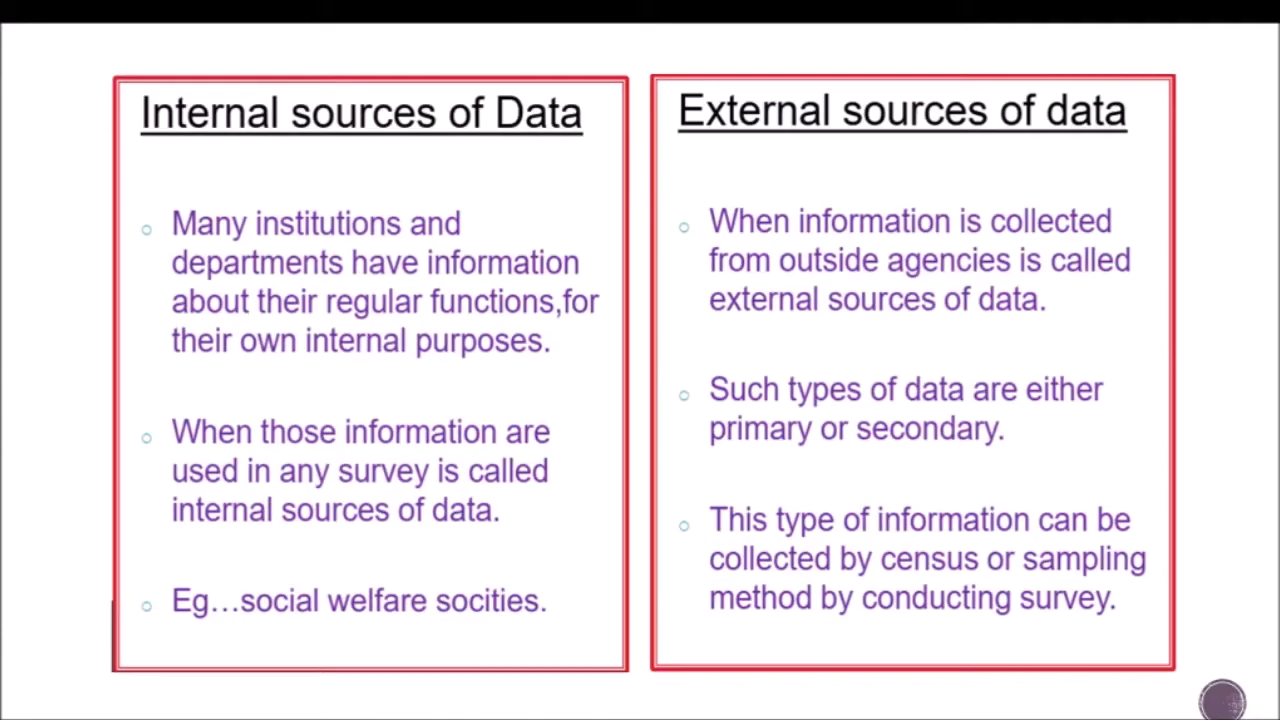 Internal sources of Data
Many institutions and
departments have information
about their regular functions,for
their own internal purposes.
When those information are
used in any survey is called
internal sources of data.
Eg…social welfare socities.
External sources of data
When information is collected
from outside agencies is called
external sources of data.
Such types of data are either
primary or secondary.
This type of information can be
collected by census or sampling
method by conducting survey.